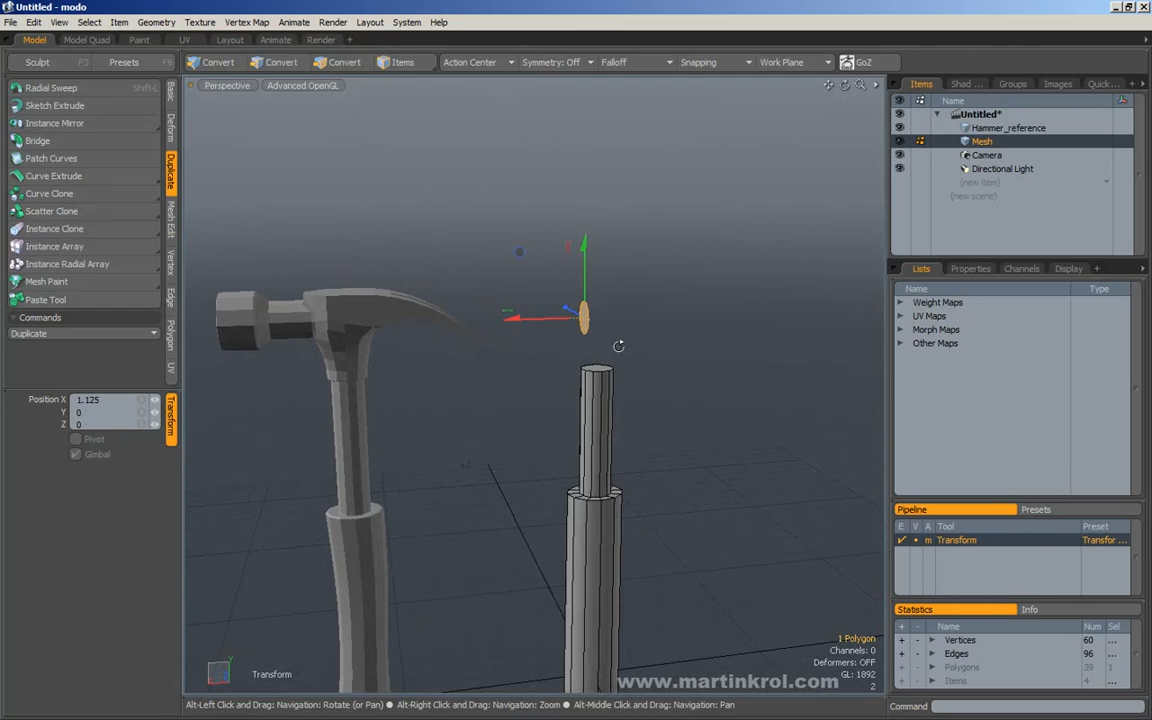 Untitled* - modo
File Edit View Select Item Geometry Texture Vertex Map Animate Render Layout System Help
Model Model Quad Paint UV Layout Animate Render +
Sculpt F3 Presets F6 Convert Convert Convert Items Action Center Symmetry: Off Falloff Snapping Work Plane GoZ
Perspective Advanced OpenGL
Items Shad ... Groups Images Quick ...
Name
Untitled*
Hammer_reference
Mesh
Camera
Directional Light
(new item)
(new scene)
Radial Sweep Shift-L
Sketch Extrude
Instance Mirror
Bridge
Patch Curves
Curve Extrude
Curve Clone
Scatter Clone
Instance Clone
Instance Array
Instance Radial Array
Mesh Paint
Paste Tool
Commands
Duplicate
Basic
Deform
Duplicate
Mesh Edit
Vertex
Edge
Polygon
UV
Position X 1.125
Y 0
Z 0
Pivot
Gimbal
Transform
Lists Properties Channels Display +
Name Type
Weight Maps
UV Maps
Morph Maps
Other Maps
Pipeline Presets
E V A Tool Preset
m Transform Transfor ...
Statistics Info
+ - Name Num Sel
+ - Vertices 60 ...
+ - Edges 96 ...
+ - Polygons 39 1
+ - Items 4 ...
1 Polygon
Channels: 0
Deformers: OFF
GL: 1892
2
Y
Transform
www.martinkrol.com
Alt-Left Click and Drag: Navigation: Rotate (or Pan) ● Alt-Right Click and Drag: Navigation: Zoom ● Alt-Middle Click and Drag: Navigation: Pan
Command